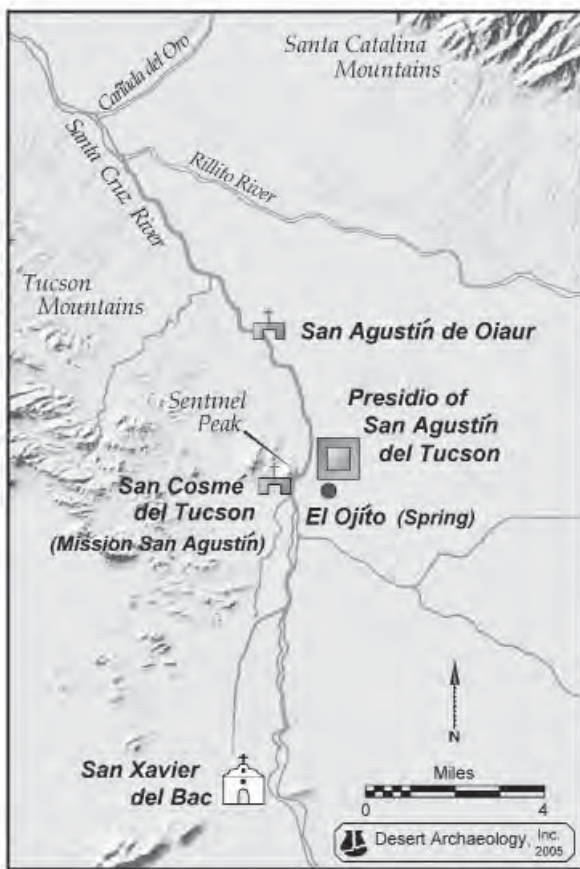 Santa Catalina
Mountains
Cañada del Oro
Santa Cruz River
Rillito River
Tucson
Mountains
San Agustín de Oiaur
Sentinel
Peak
Presidio of
San Agustín
del Tucson
San Cosmé
del Tucson
(Mission San Agustín)
El Ojíto (Spring)
N
San Xavier
del Bac
Miles
0 4
Desert Archaeology, Inc.
2005